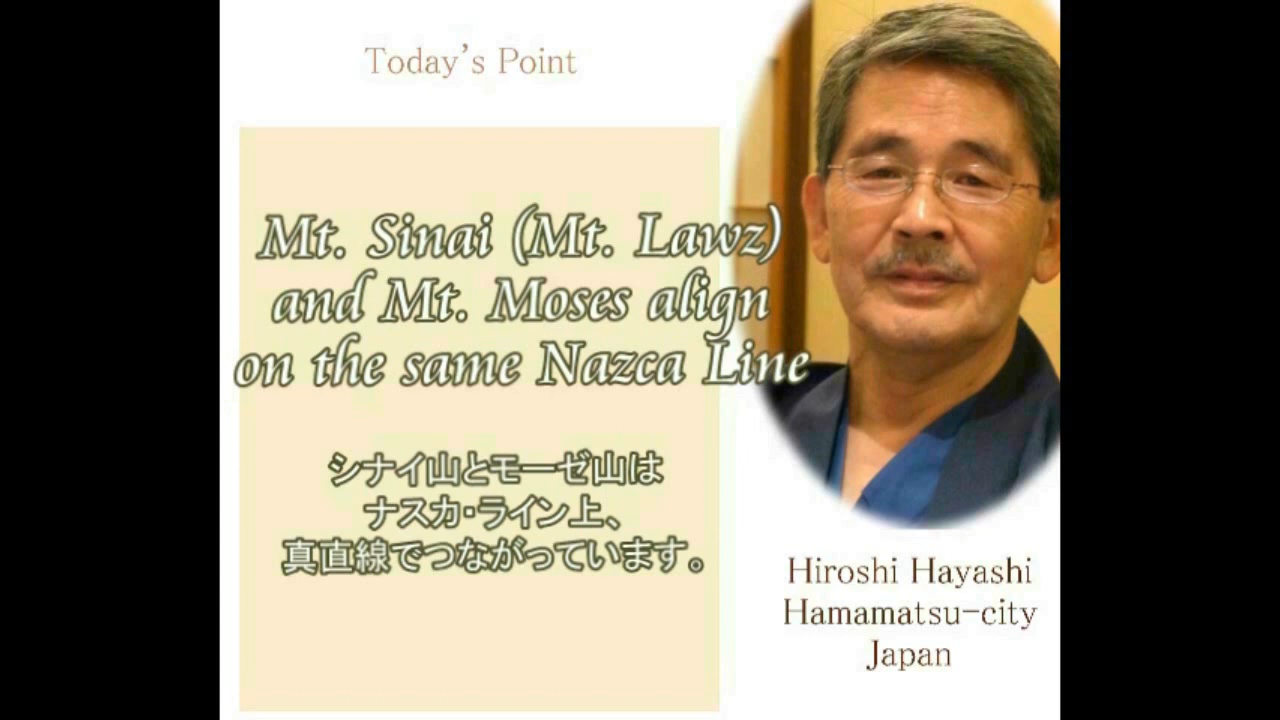 Today's Point
Mt. Sinai (Mt. Lawz)
and Mt. Moses align
on the same Nazca Line
シナイ山とモーゼ山は
ナスカ・ライン上、
真直線でつながっています。
Hiroshi Hayashi
Hamamatsu-city
Japan